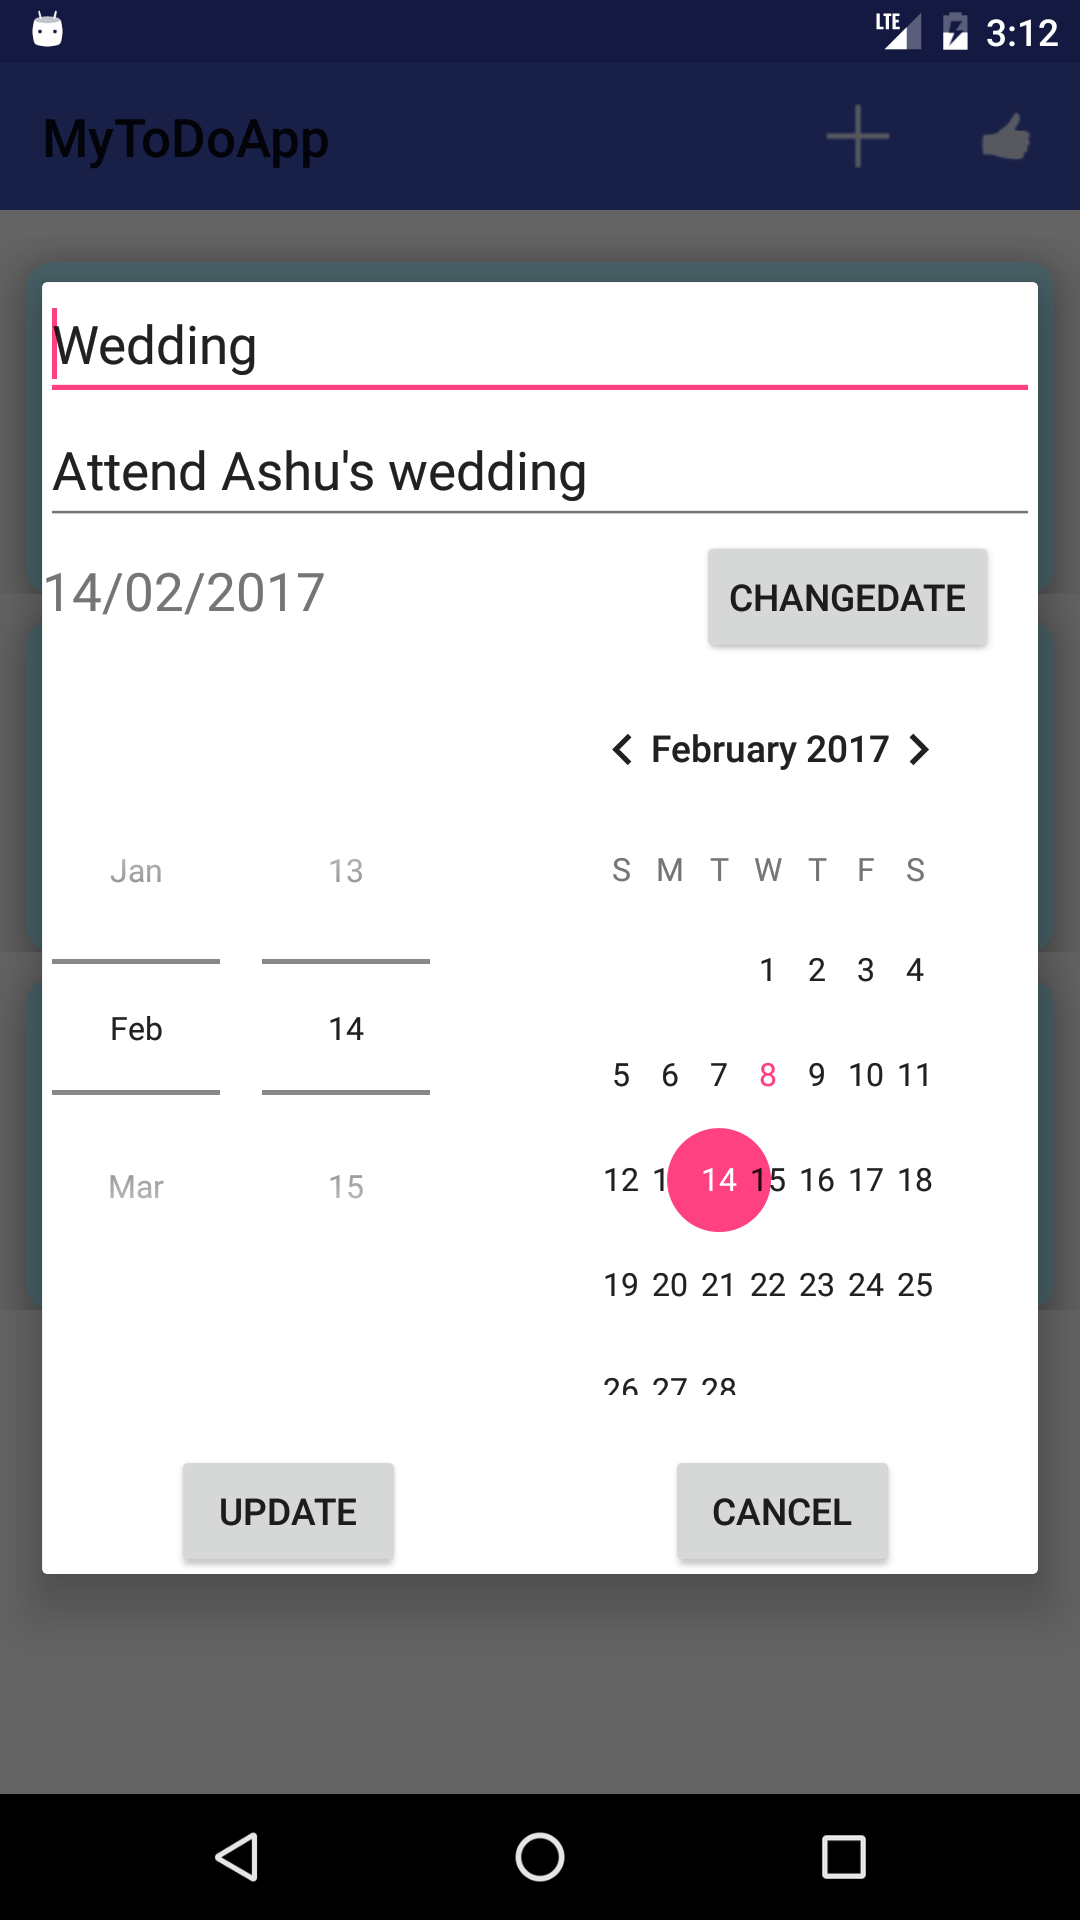 LTE 3:12
MyToDoApp
Wedding
Attend Ashu's wedding
14/02/2017 CHANGEDATE
February 2017
Jan 13 S M T W T F S
1 2 3 4
Feb 14
5 6 7 8 9 10 11
Mar 15 12 1 14 15 16 17 18
19 20 21 22 23 24 25
26 27 28
UPDATE CANCEL